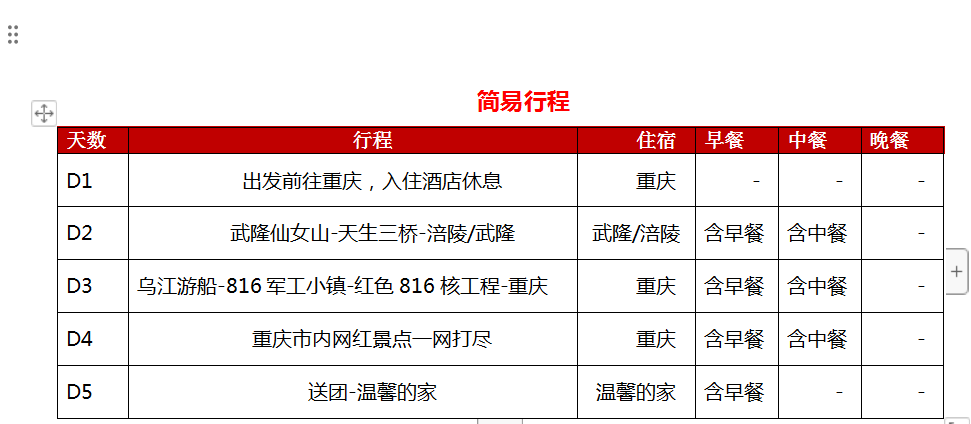 简易行程
天数 行程 住宿 早餐 中餐 晚餐
D1 出发前往重庆，入住酒店休息 重庆 - - -
D2 武隆仙女山-天生三桥-涪陵/武隆 武隆/涪陵 含早餐 含中餐 -
D3 乌江游船-816军工小镇-红色816核工程-重庆 重庆 含早餐 含中餐 -
D4 重庆市内网红景点一网打尽 重庆 含早餐 含中餐 -
D5 送团-温馨的家 温馨的家 含早餐 - -